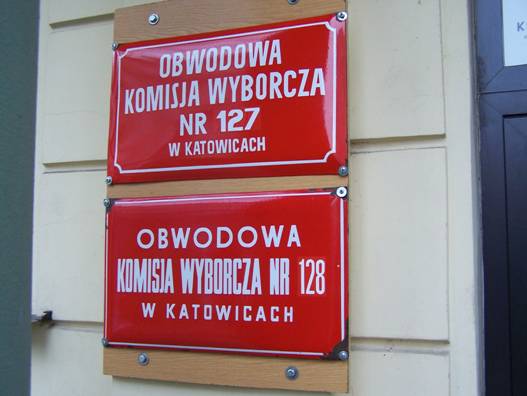 OBWODOWA
KOMISJA WYBORCZA
NR 127
W KATOWICACH
OBWODOWA
KOMISJA WYBORCZA NR 128
W KATOWICACH